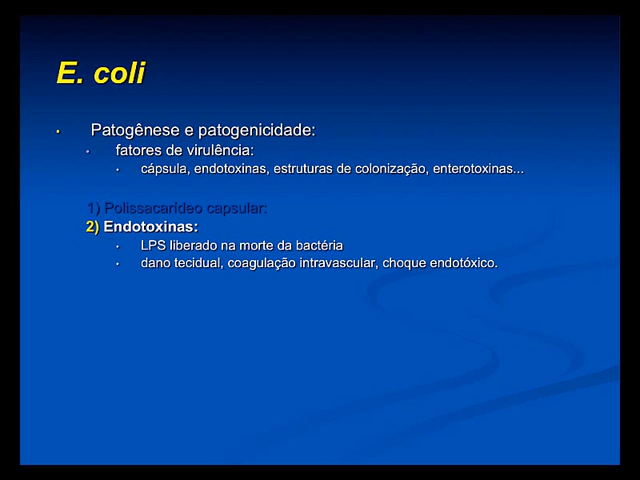 E. coli
• Patogênese e patogenicidade:
• fatores de virulência:
• cápsula, endotoxinas, estruturas de colonização, enterotoxinas...
1) Polissacarídeo capsular:
2) Endotoxinas:
• LPS liberado na morte da bactéria
• dano tecidual, coagulação intravascular, choque endotóxico.